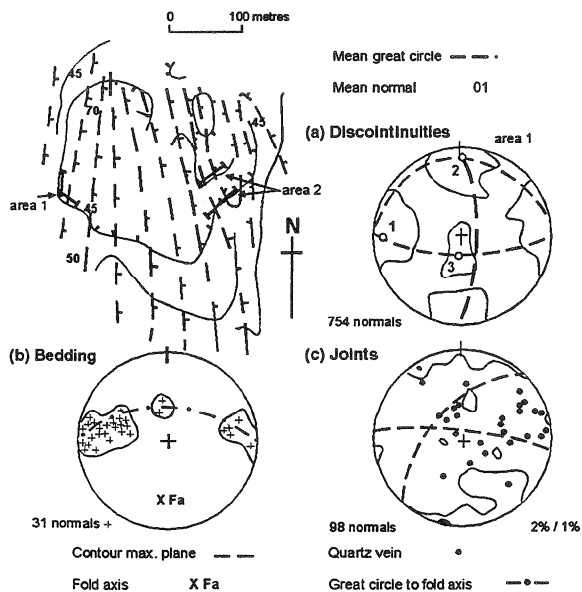 0 100 metres
Mean great circle
Mean normal 01
45
70
45
area 1
area 2
45
50
N
(a) Discointinuities
area 1
2
1
3
754 normals
(b) Bedding
X Fa
31 normals +
Contour max. plane
Fold axis X Fa
(c) Joints
98 normals 2% / 1%
Quartz vein
Great circle to fold axis